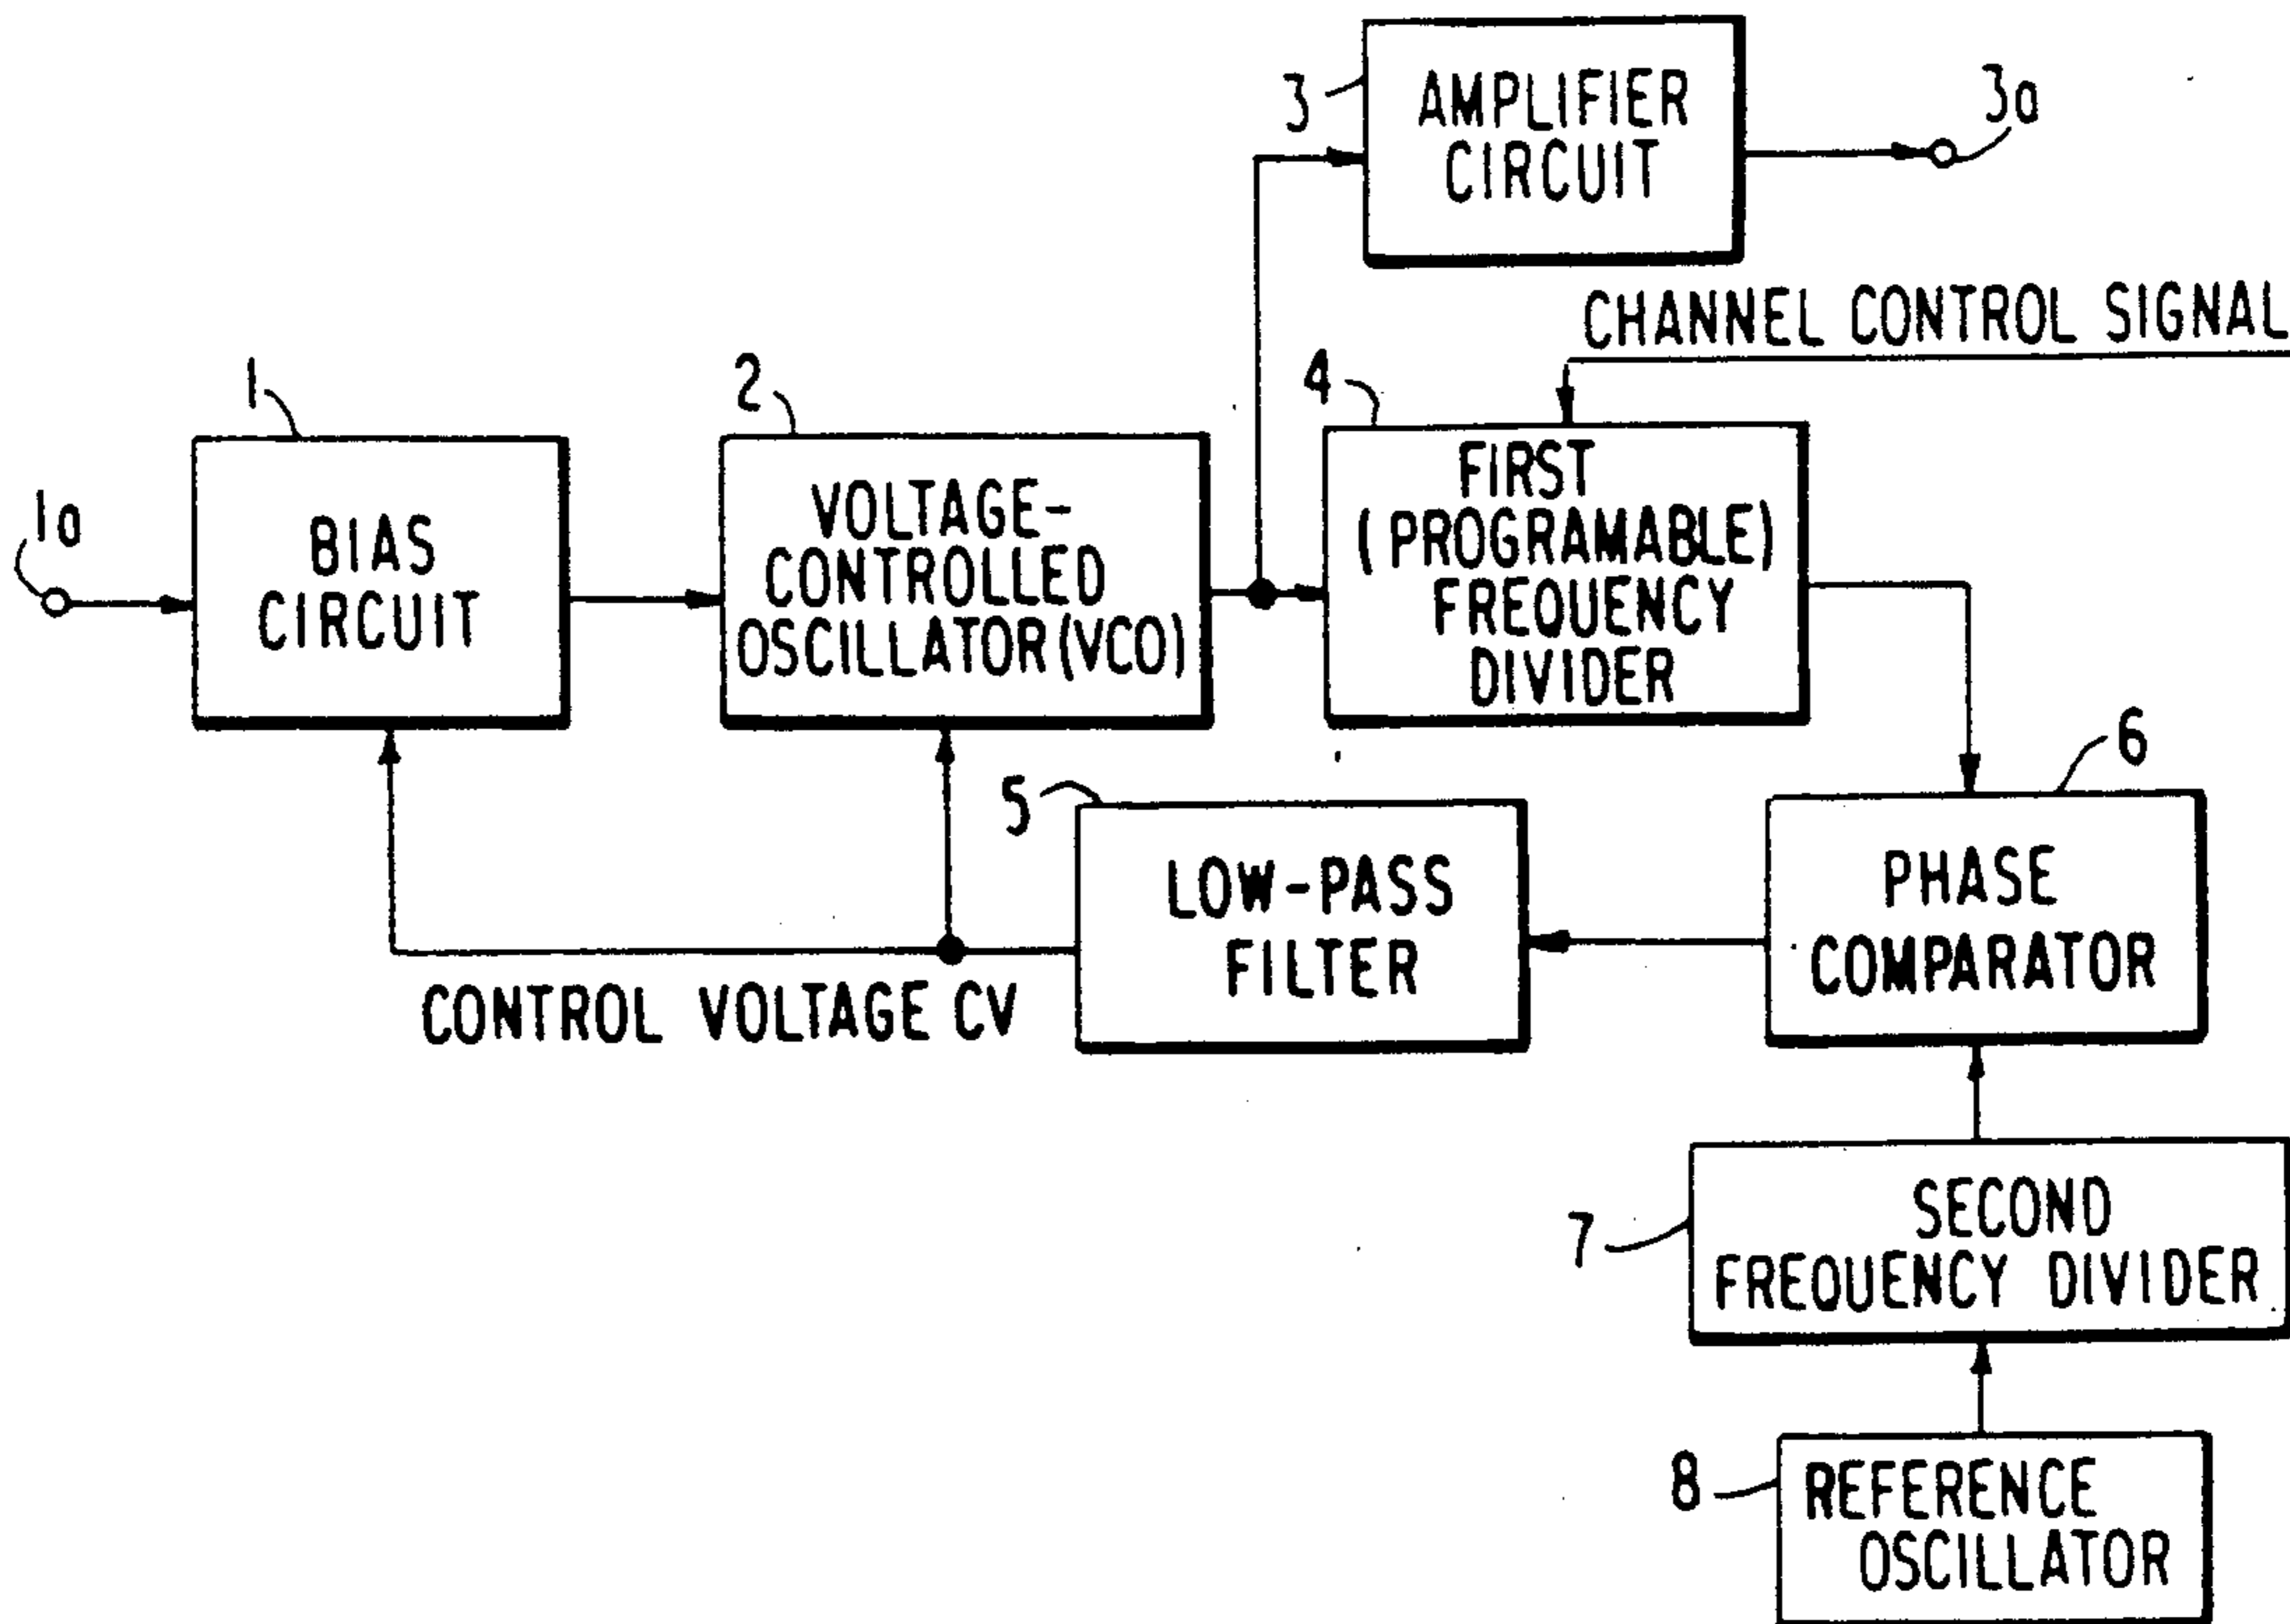 3
AMPLIFIER
CIRCUIT
3a
CHANNEL CONTROL SIGNAL
1a
1
BIAS
CIRCUIT
2
VOLTAGE-
CONTROLLED
OSCILLATOR (VCO)
4
FIRST
(PROGRAMABLE)
FREQUENCY
DIVIDER
5
LOW-PASS
FILTER
6
PHASE
COMPARATOR
CONTROL VOLTAGE CV
7
SECOND
FREQUENCY DIVIDER
8
REFERENCE
OSCILLATOR